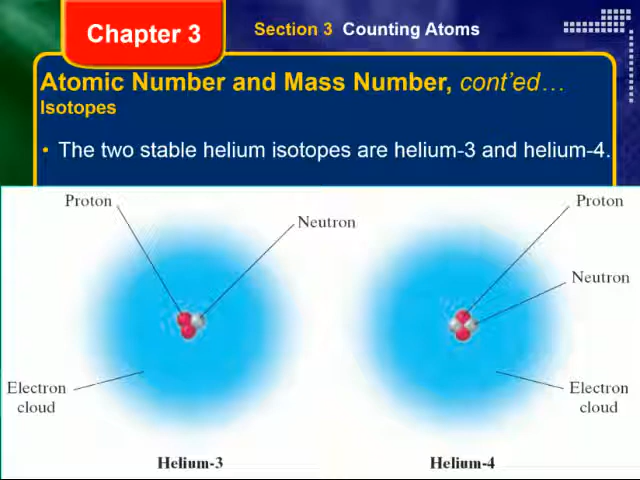 Chapter 3
Section 3 Counting Atoms
Atomic Number and Mass Number, cont'ed…
Isotopes
• The two stable helium isotopes are helium-3 and helium-4.
Proton
Neutron
Electron
cloud
Helium-3
Proton
Neutron
Electron
cloud
Helium-4